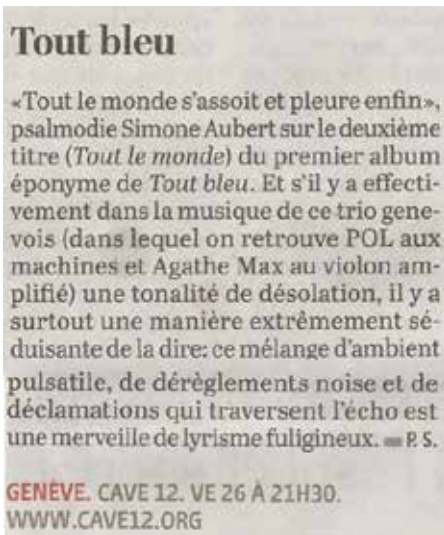 Tout bleu
«Tout le monde s'assoit et pleure enfin»,
psalmodie Simone Aubert sur le deuxième
titre (Tout le monde) du premier album
éponyme de Tout bleu. Et s'il y a effecti-
vement dans la musique de ce trio gene-
vois (dans lequel on retrouve POL aux
machines et Agathe Max au violon am-
plifié) une tonalité de désolation, il y a
surtout une manière extrêmement sé-
duisante de la dire: ce mélange d'ambient
pulsatile, de dérèglements noise et de
déclamations qui traversent l'écho est
une merveille de lyrisme fuligineux. P. S.
GENÈVE. CAVE 12. VE 26 À 21H30.
WWW.CAVE12.ORG